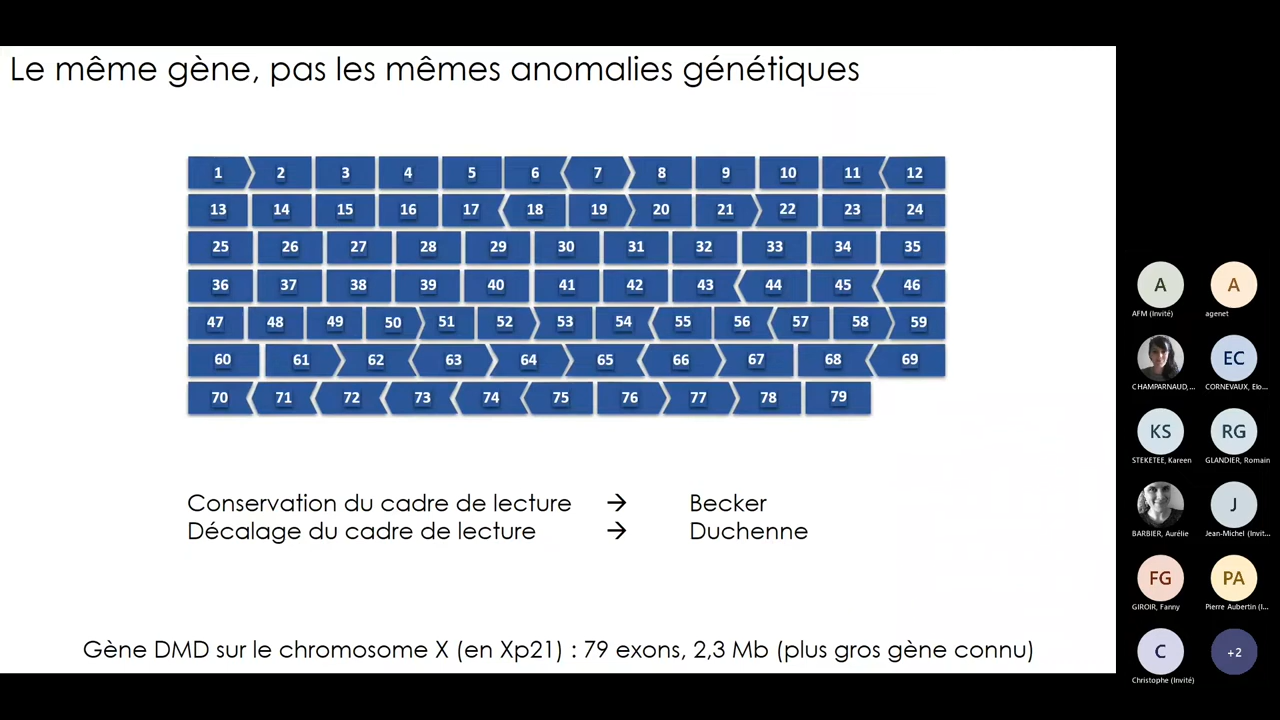 Le même gène, pas les mêmes anomalies génétiques
1 2 3 4 5 6 7 8 9 10 11 12
13 14 15 16 17 18 19 20 21 22 23 24
25 26 27 28 29 30 31 32 33 34 35
36 37 38 39 40 41 42 43 44 45 46
47 48 49 50 51 52 53 54 55 56 57 58 59
60 61 62 63 64 65 66 67 68 69
70 71 72 73 74 75 76 77 78 79
Conservation du cadre de lecture → Becker
Décalage du cadre de lecture → Duchenne
Gène DMD sur le chromosome X (en Xp21) : 79 exons, 2,3 Mb (plus gros gène connu)
A A
AFM (Invité) agenet
EC
CHAMPARNAUD,... CORNEVAUX, Elo...
KS RG
STEKETEE, Kareen GLANDIER, Romain
J
BARBIER, Aurélie Jean-Michel (Invit...
FG PA
GIROIR, Fanny Pierre Aubertin (I...
C +2
Christophe (Invité)